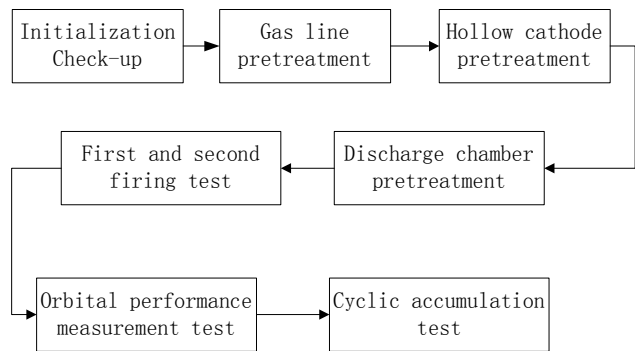 Initialization
Check-up
Gas line
pretreatment
Hollow cathode
pretreatment
First and second
firing test
Discharge chamber
pretreatment
Orbital performance
measurement test
Cyclic accumulation
test